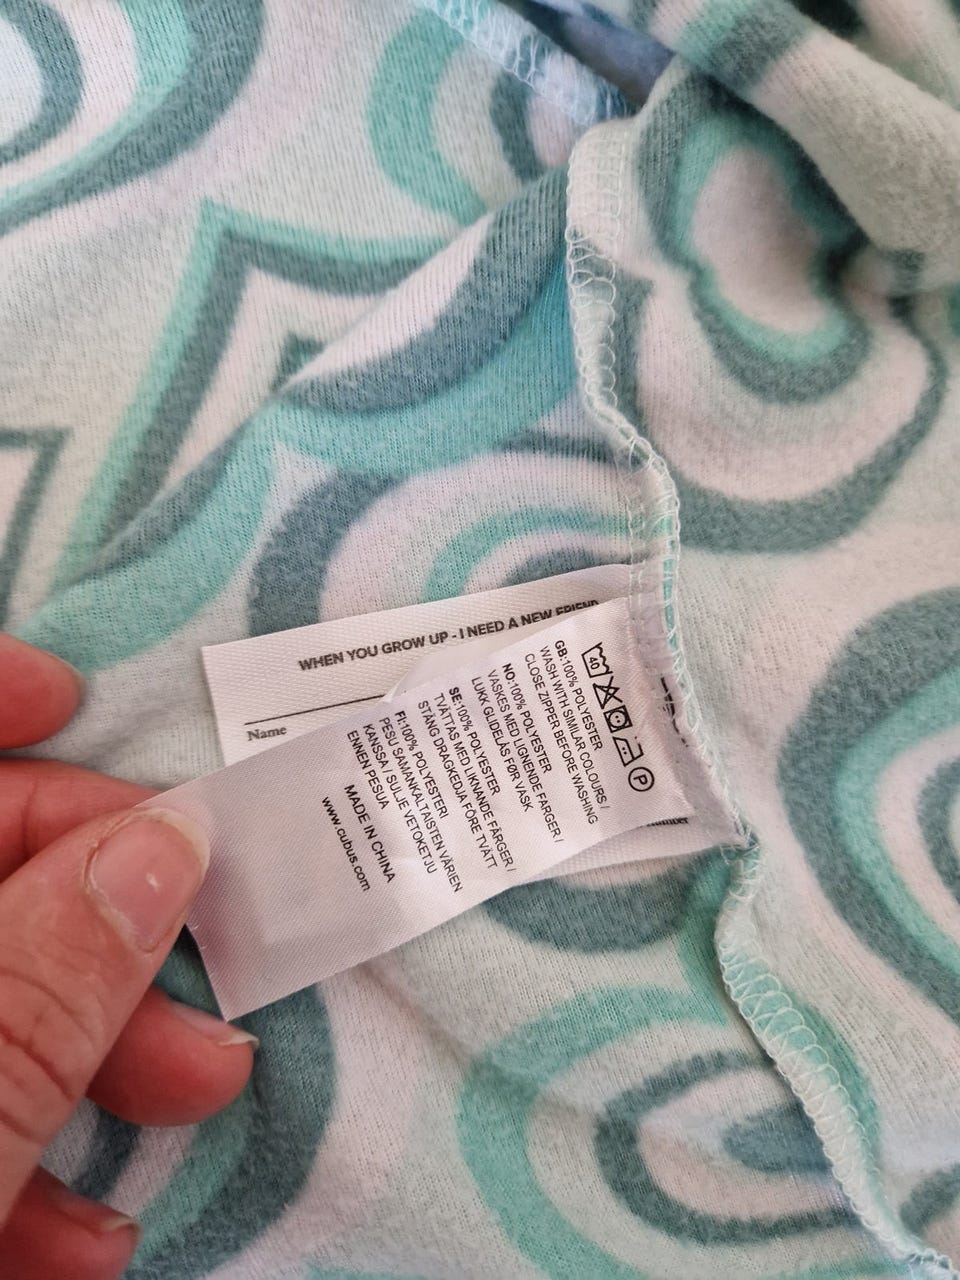 WHEN YOU GROW UP - I NEED A NEW FRIEND
Name
40
P
GB:100% POLYESTER
WASH WITH SIMILAR COLOURS /
CLOSE ZIPPER BEFORE WASHING
NO:100% POLYESTER
VASKES MED LIGNENDE FARGER /
LUKK GLIDELÅS FØR VASK
SE:100% POLYESTER
TVÄTTAS MED LIKNANDE FÄRGER /
STÄNG DRAGKEDJA FÖRE TVÄTT
FI:100% POLYESTERI
PESU SAMANKALTAISTEN VÄRIEN
KANSSA / SULJE VETOKETJU
ENNEN PESUA
MADE IN CHINA
www.cubus.com